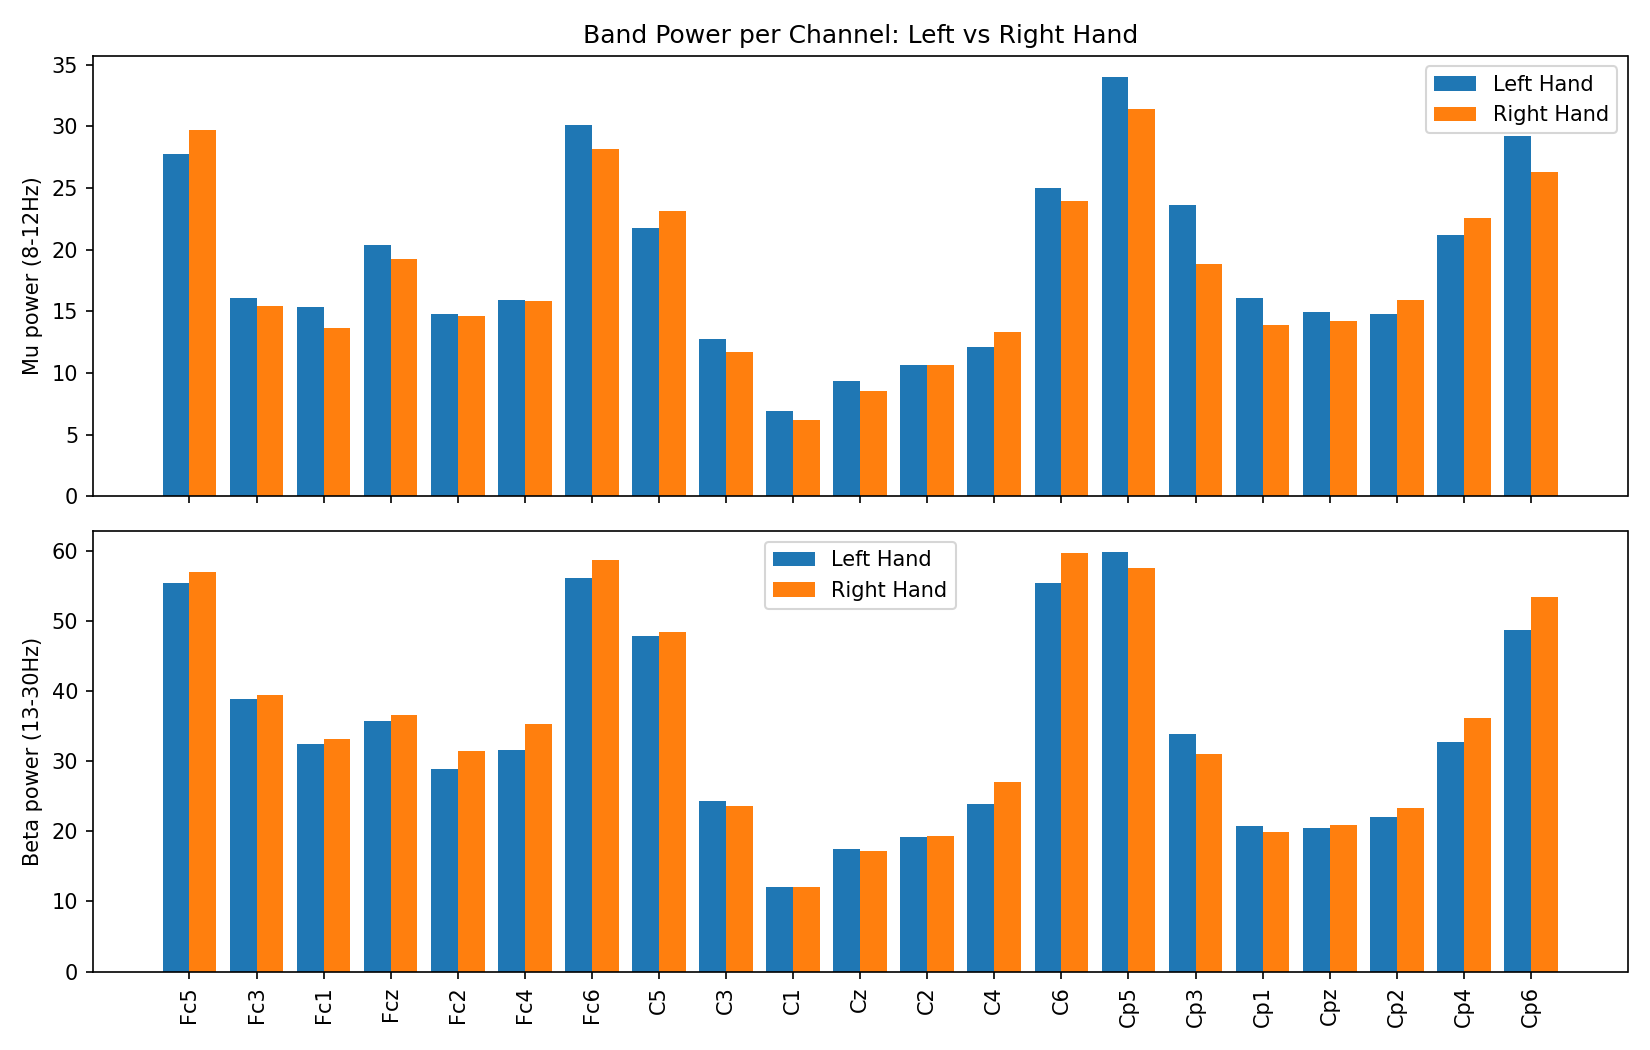 Band Power per Channel: Left vs Right Hand
Mu power (8-12Hz)
35
30
25
20
15
10
5
0
Left Hand
Right Hand
Beta power (13-30Hz)
60
50
40
30
20
10
0
Left Hand
Right Hand
Fc5 Fc3 Fc1 Fcz Fc2 Fc4 Fc6 C5 C3 C1 Cz C2 C4 C6 Cp5 Cp3 Cp1 Cpz Cp2 Cp4 Cp6